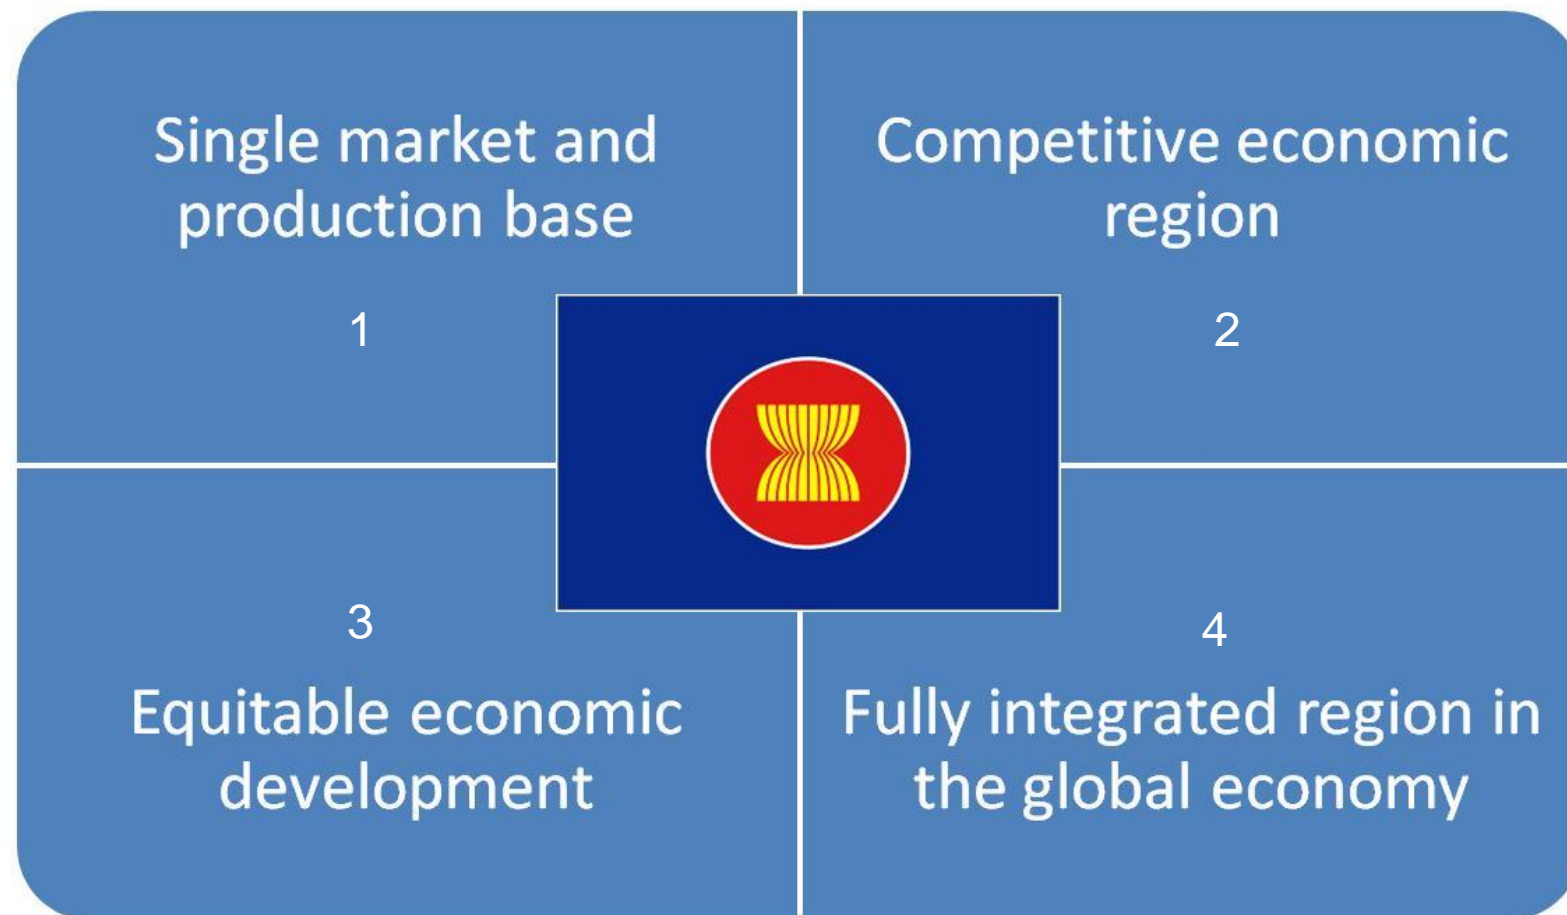 Single market and
production base
1
Competitive economic
region
2
3
Equitable economic
development
4
Fully integrated region in
the global economy